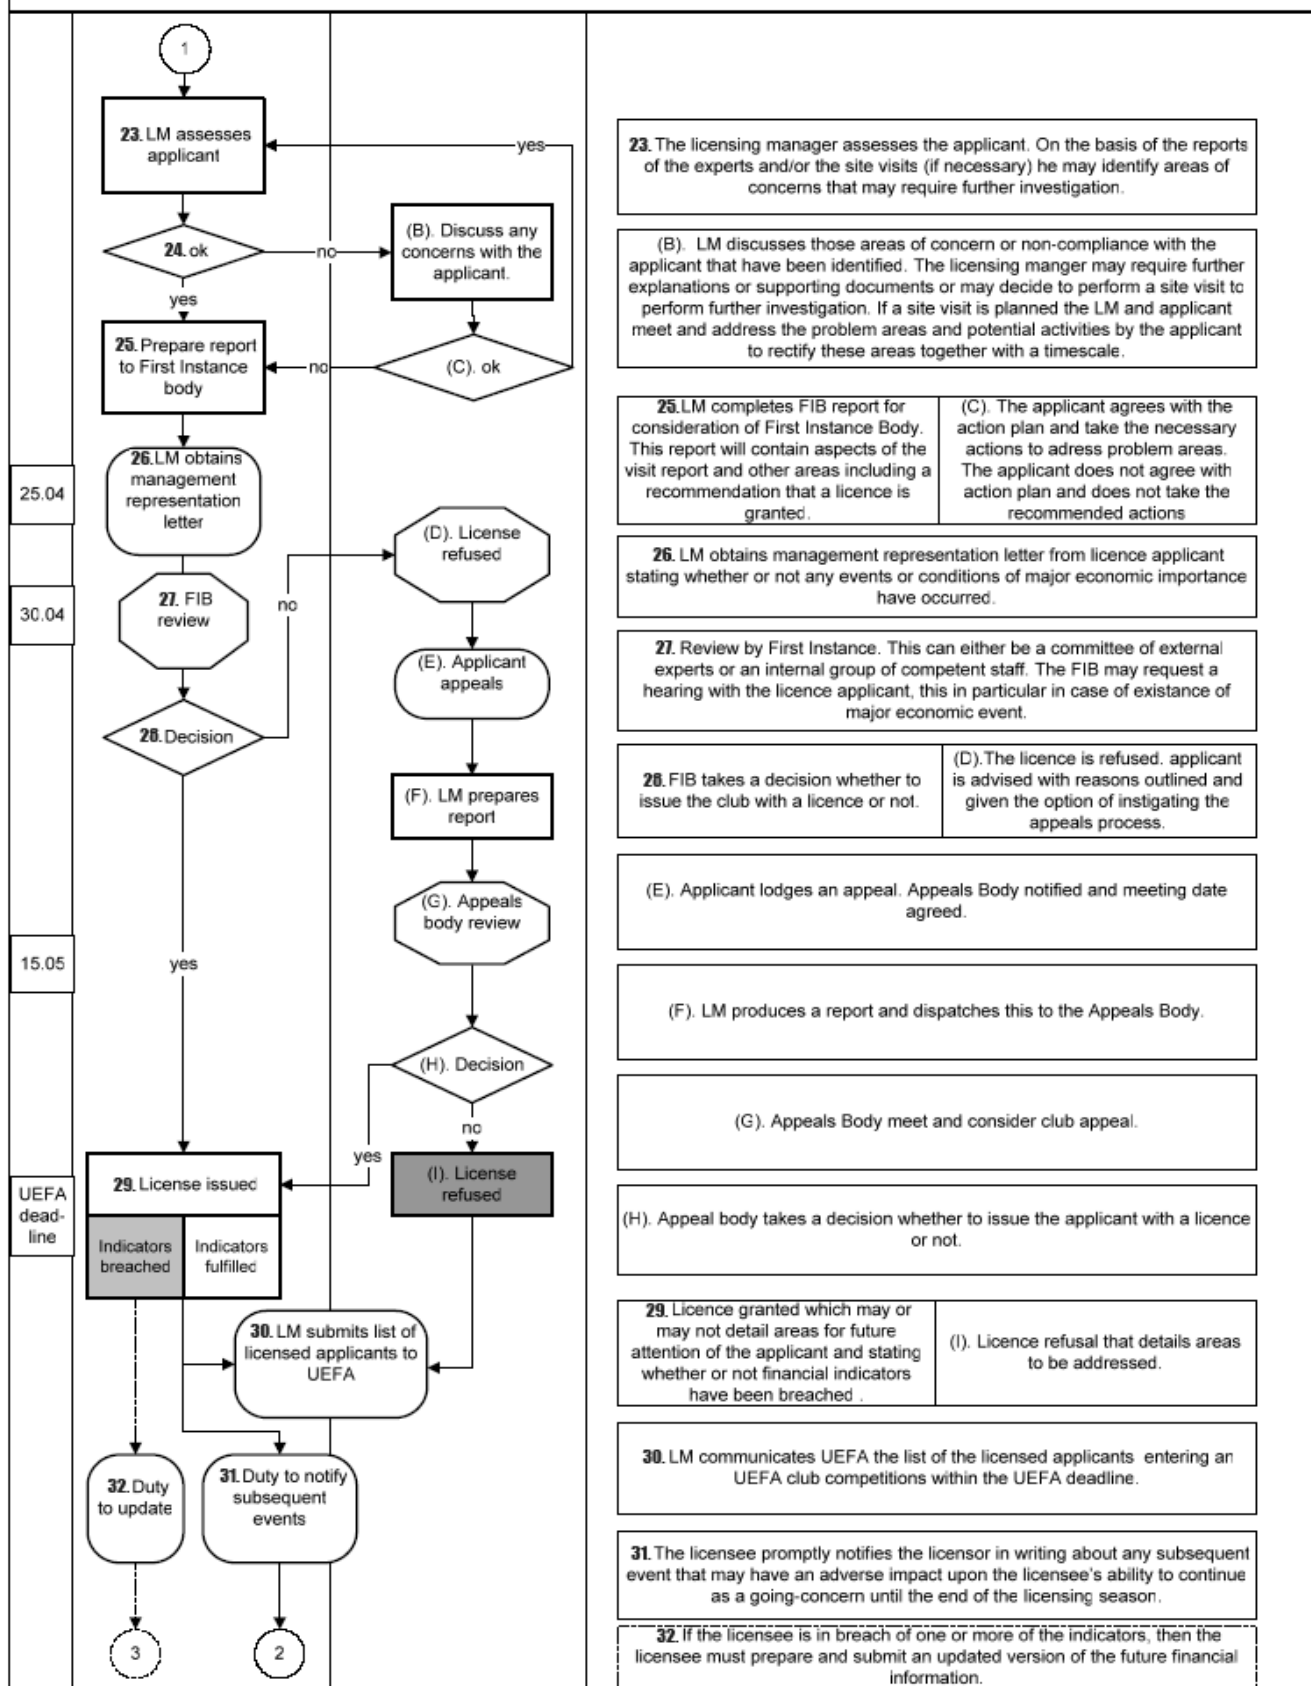 1
23. LM assesses
applicant
yes
24. ok
no
(B). Discuss any
concerns with the
applicant.
yes
25. Prepare report
to First Instance
body
no
(C). ok
26. LM obtains
management
representation
letter
25.04
(D). License
refused
27. FIB
review
30.04
no
(E). Applicant
appeals
28. Decision
(F). LM prepares
report
(G). Appeals
body review
15.05
yes
(H). Decision
no
yes
29. License issued
(I). License
refused
UEFA
dead-
line
Indicators
breached
Indicators
fulfilled
30. LM submits list of
licensed applicants to
UEFA
32. Duty
to update
31. Duty to notify
subsequent
events
3
2
23. The licensing manager assesses the applicant. On the basis of the reports
of the experts and/or the site visits (if necessary) he may identify areas of
concerns that may require further investigation.
(B). LM discusses those areas of concern or non-compliance with the
applicant that have been identified. The licensing manger may require further
explanations or supporting documents or may decide to perform a site visit to
perform further investigation. If a site visit is planned the LM and applicant
meet and address the problem areas and potential activities by the applicant
to rectify these areas together with a timescale.
25. LM completes FIB report for
consideration of First Instance Body.
This report will contain aspects of the
visit report and other areas including a
recommendation that a licence is
granted.
(C). The applicant agrees with the
action plan and take the necessary
actions to adress problem areas.
The applicant does not agree with
action plan and does not take the
recommended actions
26. LM obtains management representation letter from licence applicant
stating whether or not any events or conditions of major economic importance
have occurred.
27. Review by First Instance. This can either be a committee of external
experts or an internal group of competent staff. The FIB may request a
hearing with the licence applicant, this in particular in case of existance of
major economic event.
28. FIB takes a decision whether to
issue the club with a licence or not.
(D).The licence is refused. applicant
is advised with reasons outlined and
given the option of instigating the
appeals process.
(E). Applicant lodges an appeal. Appeals Body notified and meeting date
agreed.
(F). LM produces a report and dispatches this to the Appeals Body.
(G). Appeals Body meet and consider club appeal.
(H). Appeal body takes a decision whether to issue the applicant with a licence
or not.
29. Licence granted which may or
may not detail areas for future
attention of the applicant and stating
whether or not financial indicators
have been breached .
(I). Licence refusal that details areas
to be addressed.
30. LM communicates UEFA the list of the licensed applicants entering an
UEFA club competitions within the UEFA deadline.
31. The licensee promptly notifies the licensor in writing about any subsequent
event that may have an adverse impact upon the licensee's ability to continue
as a going-concern until the end of the licensing season.
32. If the licensee is in breach of one or more of the indicators, then the
licensee must prepare and submit an updated version of the future financial
information.